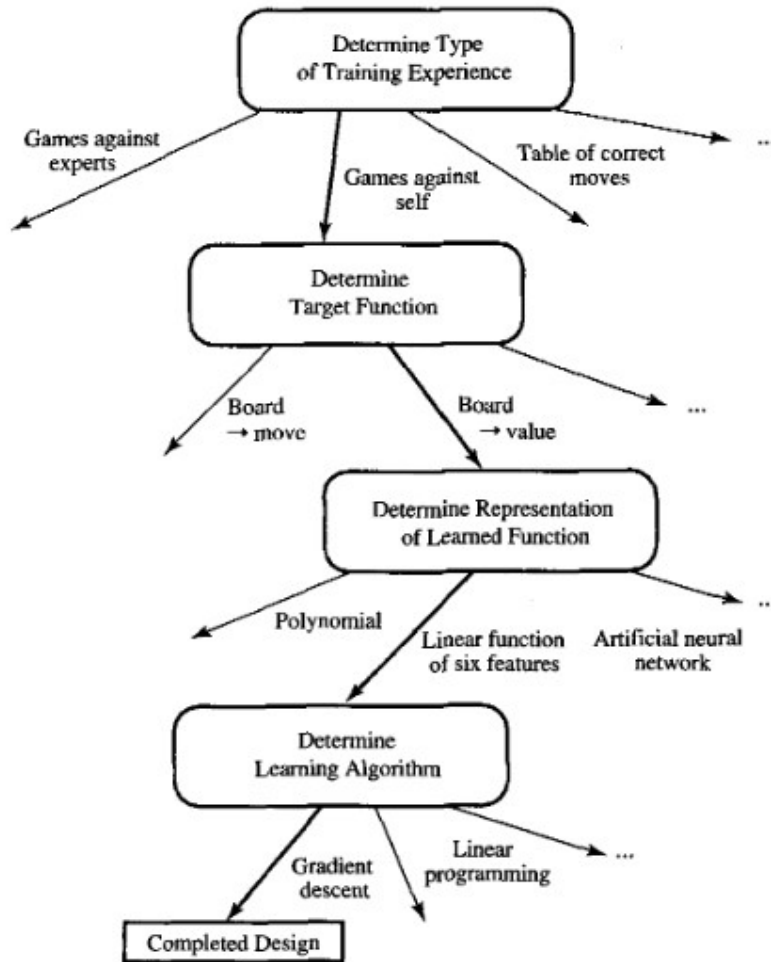 Determine Type
of Training Experience
Games against
experts
Games against
self
Table of correct
moves
...
Determine
Target Function
Board
→ move
Board
→ value
...
Determine Representation
of Learned Function
Polynomial
Linear function
of six features
Artificial neural
network
...
Determine
Learning Algorithm
Gradient
descent
Linear
programming
...
Completed Design